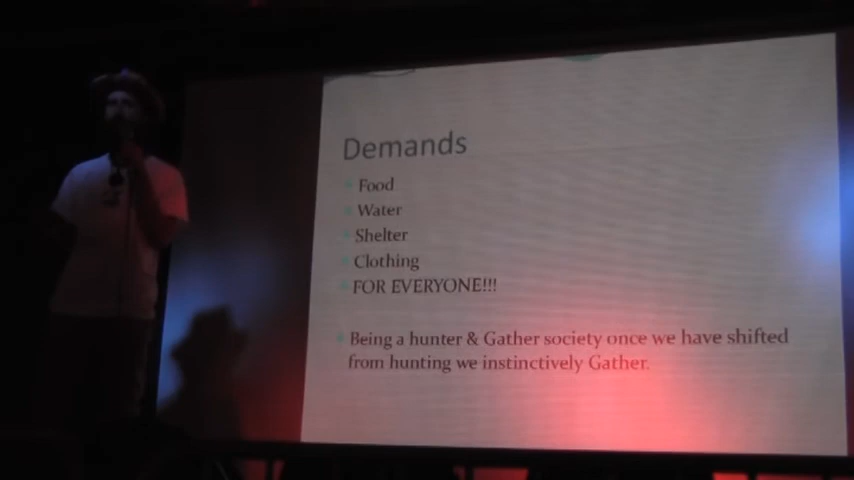 Demands
Food
Water
Shelter
Clothing
FOR EVERYONE!!!
Being a hunter & Gather society once we have shifted
from hunting we instinctively Gather.